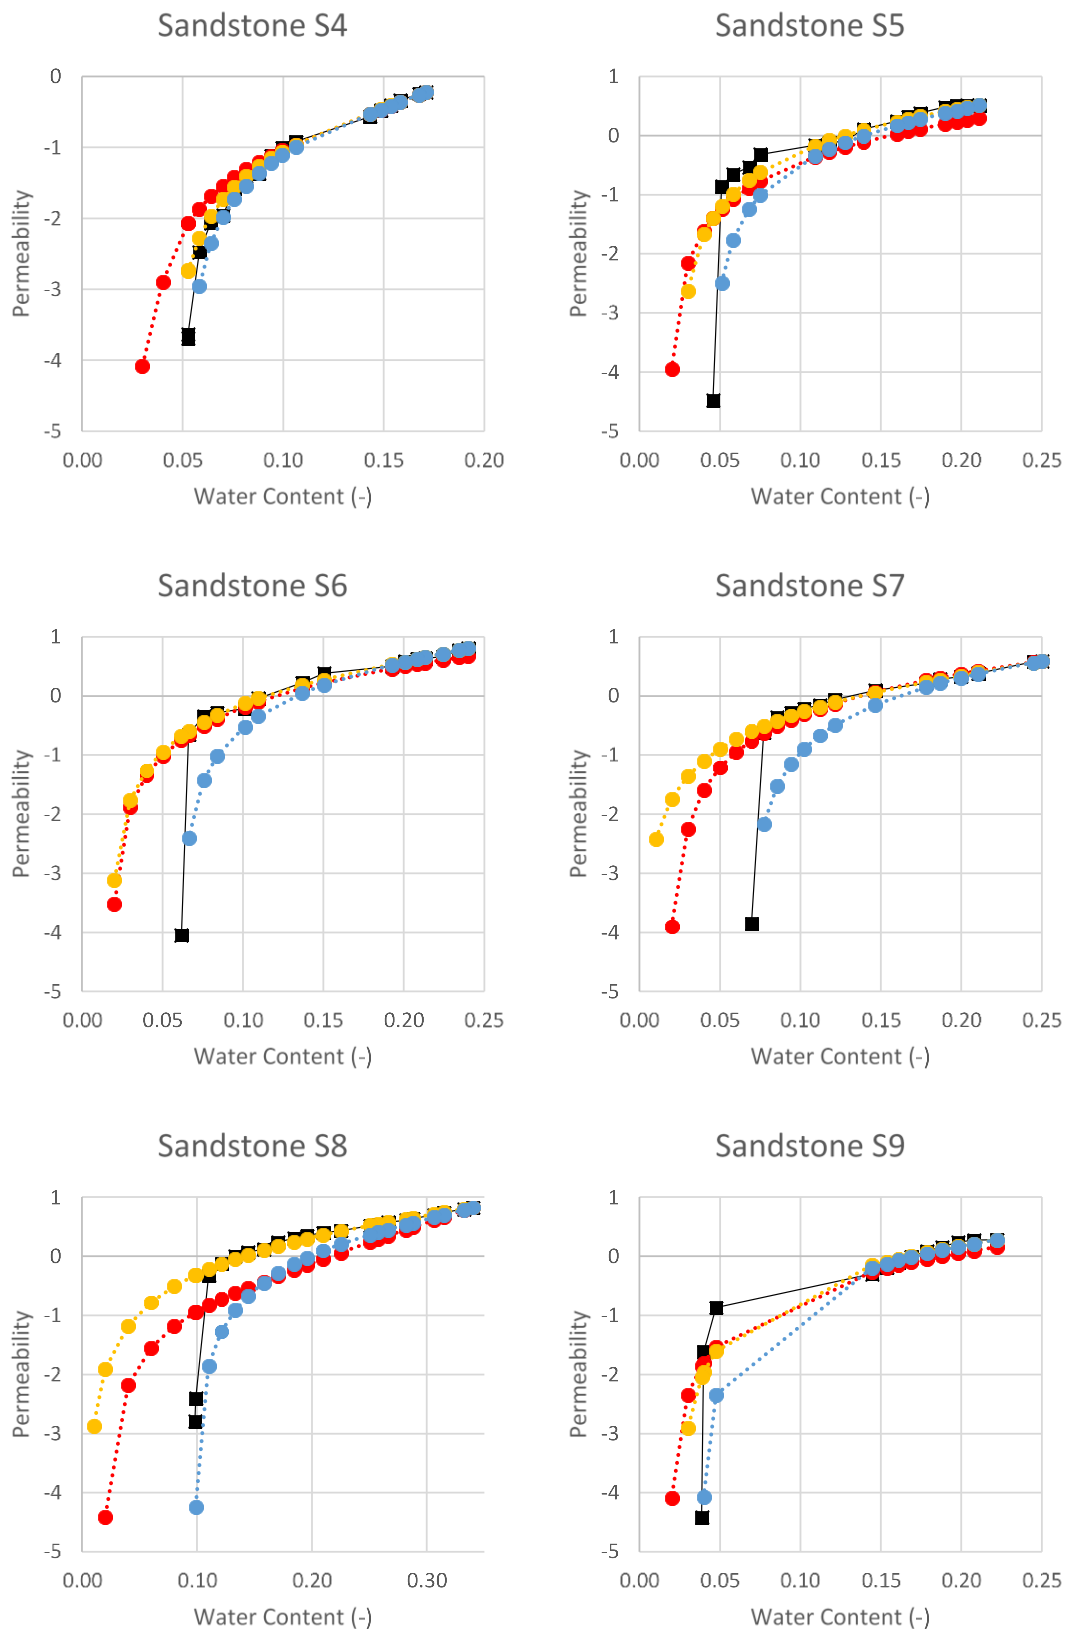 Sandstone S4
0
-1
-2
-3
-4
-5
Permeability
0.00 0.05 0.10 0.15 0.20
Water Content (-)
Sandstone S5
1
0
-1
-2
-3
-4
-5
Permeability
0.00 0.05 0.10 0.15 0.20 0.25
Water Content (-)
Sandstone S6
1
0
-1
-2
-3
-4
-5
Permeability
0.00 0.05 0.10 0.15 0.20 0.25
Water Content (-)
Sandstone S7
1
0
-1
-2
-3
-4
-5
Permeability
0.00 0.05 0.10 0.15 0.20 0.25
Water Content (-)
Sandstone S8
1
0
-1
-2
-3
-4
-5
Permeability
0.00 0.10 0.20 0.30
Water Content (-)
Sandstone S9
1
0
-1
-2
-3
-4
-5
Permeability
0.00 0.05 0.10 0.15 0.20 0.25
Water Content (-)